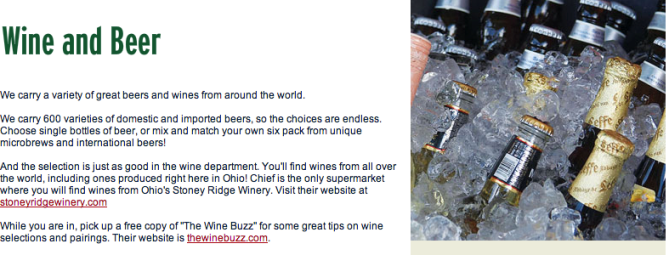 Wine and Beer
We carry a variety of great beers and wines from around the world.
We carry 600 varieties of domestic and imported beers, so the choices are endless.
Choose single bottles of beer, or mix and match your own six pack from unique
microbrews and international beers!
And the selection is just as good in the wine department. You'll find wines from all over
the world, including ones produced right here in Ohio! Chief is the only supermarket
where you will find wines from Ohio's Stoney Ridge Winery. Visit their website at
stoneyridgewinery.com
While you are in, pick up a free copy of "The Wine Buzz" for some great tips on wine
selections and pairings. Their website is thewinebuzz.com.